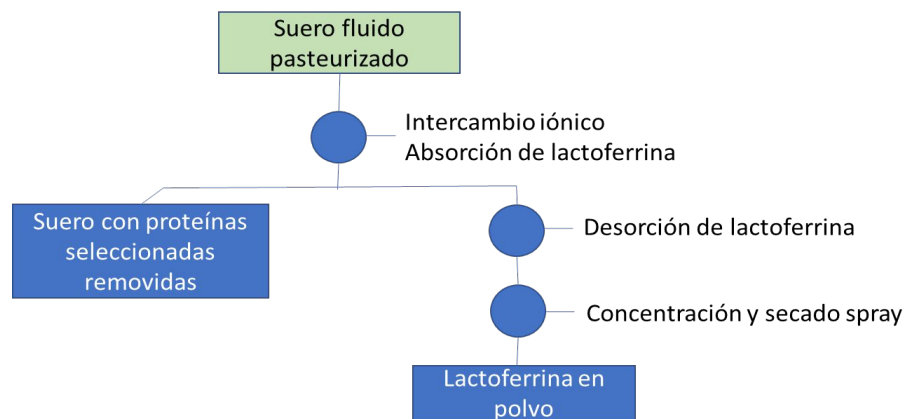 Suero fluido
pasteurizado
Intercambio iónico
Absorción de lactoferrina
Suero con proteínas
seleccionadas
removidas
Desorción de lactoferrina
Concentración y secado spray
Lactoferrina en
polvo